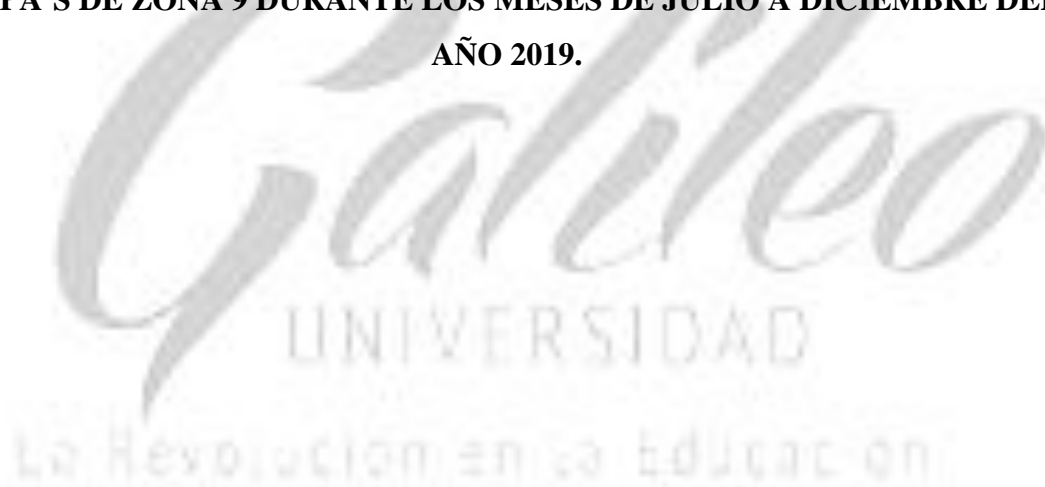 PA'S DE ZONA 9 DURANTE LOS MESES DE JULIO A DICIEMBRE DEL
AÑO 2019.
Galileo
UNIVERSIDAD
La Revolución en la Educación